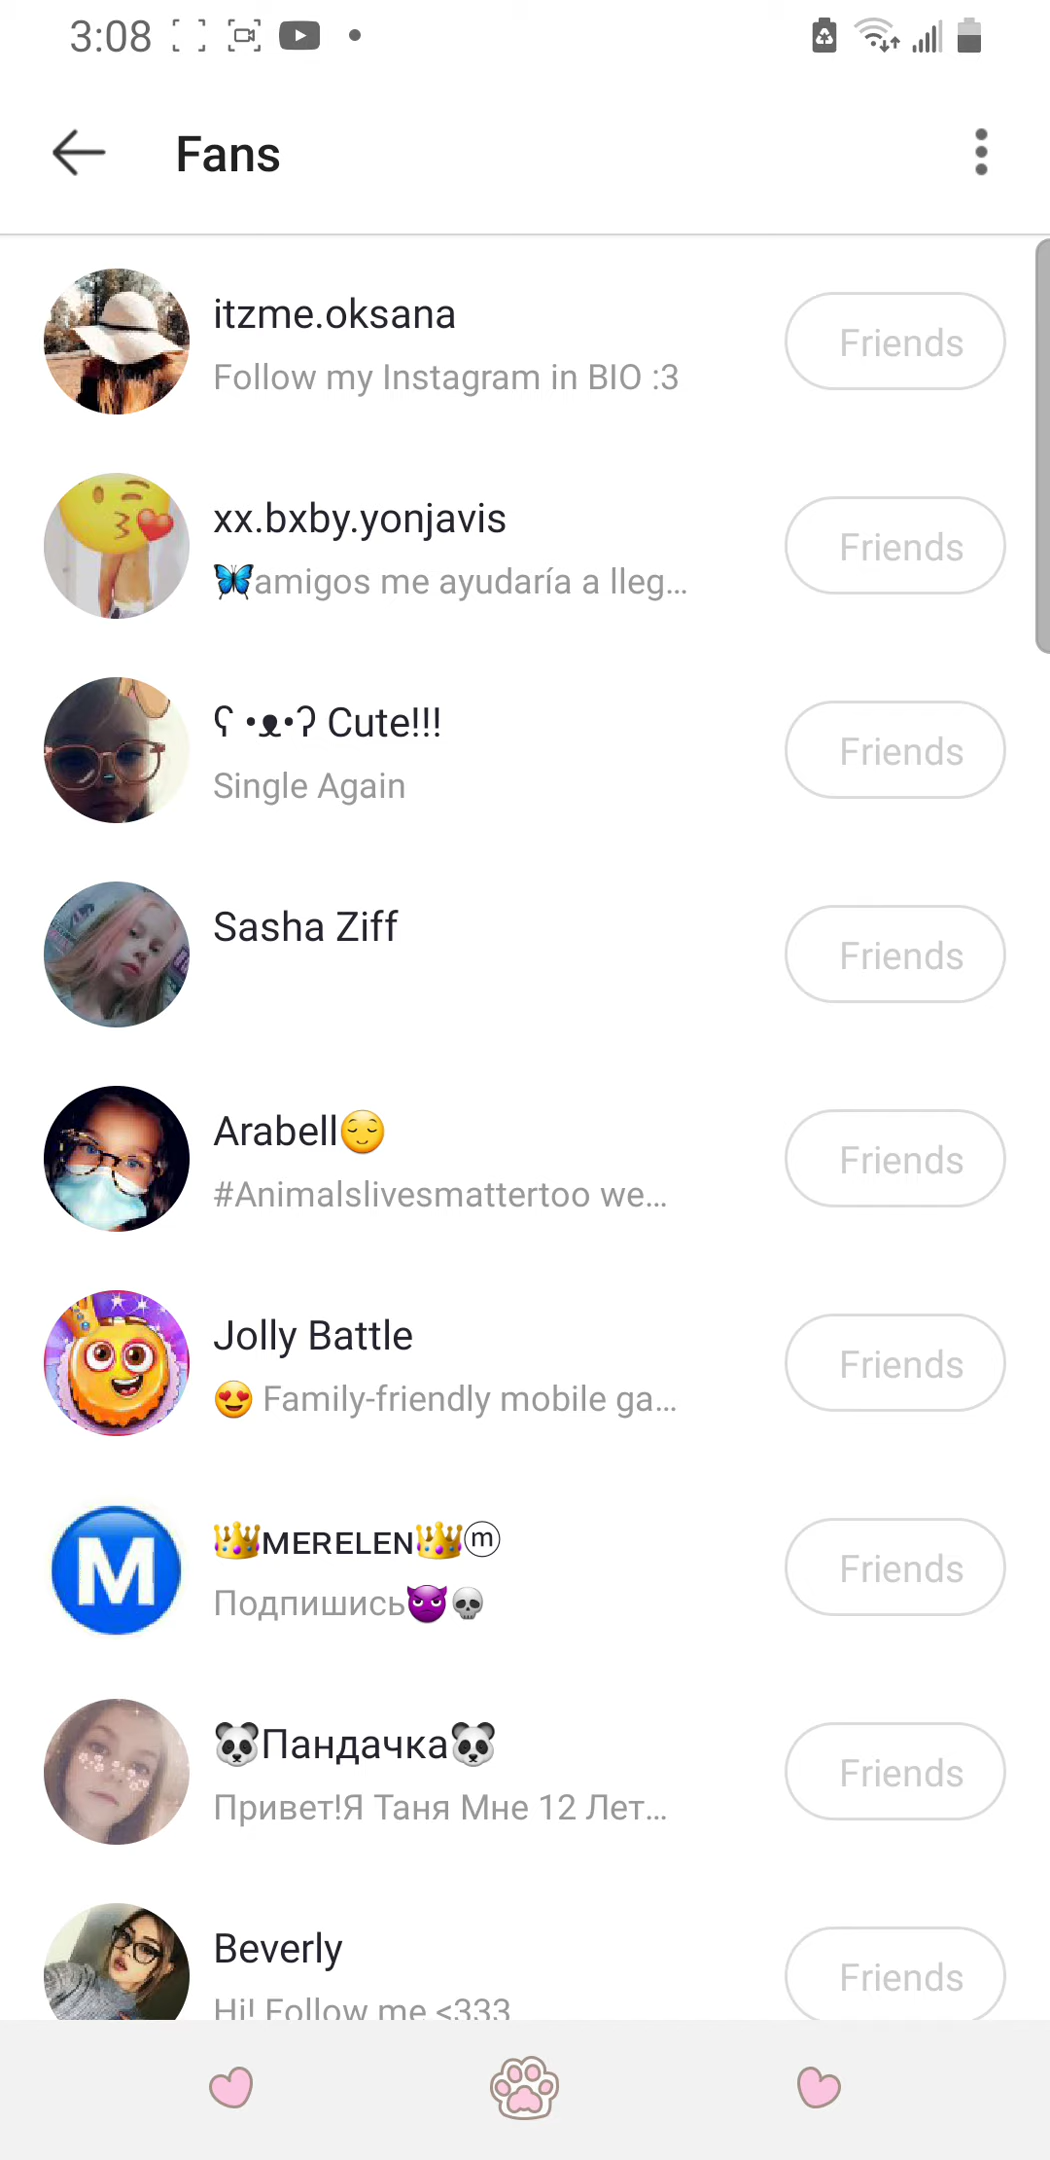 3:08
Fans
itzme.oksana
Friends
Follow my Instagram in BIO :3
xx.bxby.yonjavis
Friends
🦋amigos me ayudaría a lleg...
ʕ •ᴥ•ʔ Cute!!!
Friends
Single Again
Sasha Ziff
Friends
Arabell😌
Friends
#Animalslivesmattertoo we...
Jolly Battle
Friends
😍 Family-friendly mobile ga...
👑ᴍᴇʀᴇʟᴇɴ👑ⓜ
Friends
Подпишись😈💀
🐼Пандачка🐼
Friends
Привет!Я Таня Мне 12 Лет...
Beverly
Friends
Hi! Follow me <333